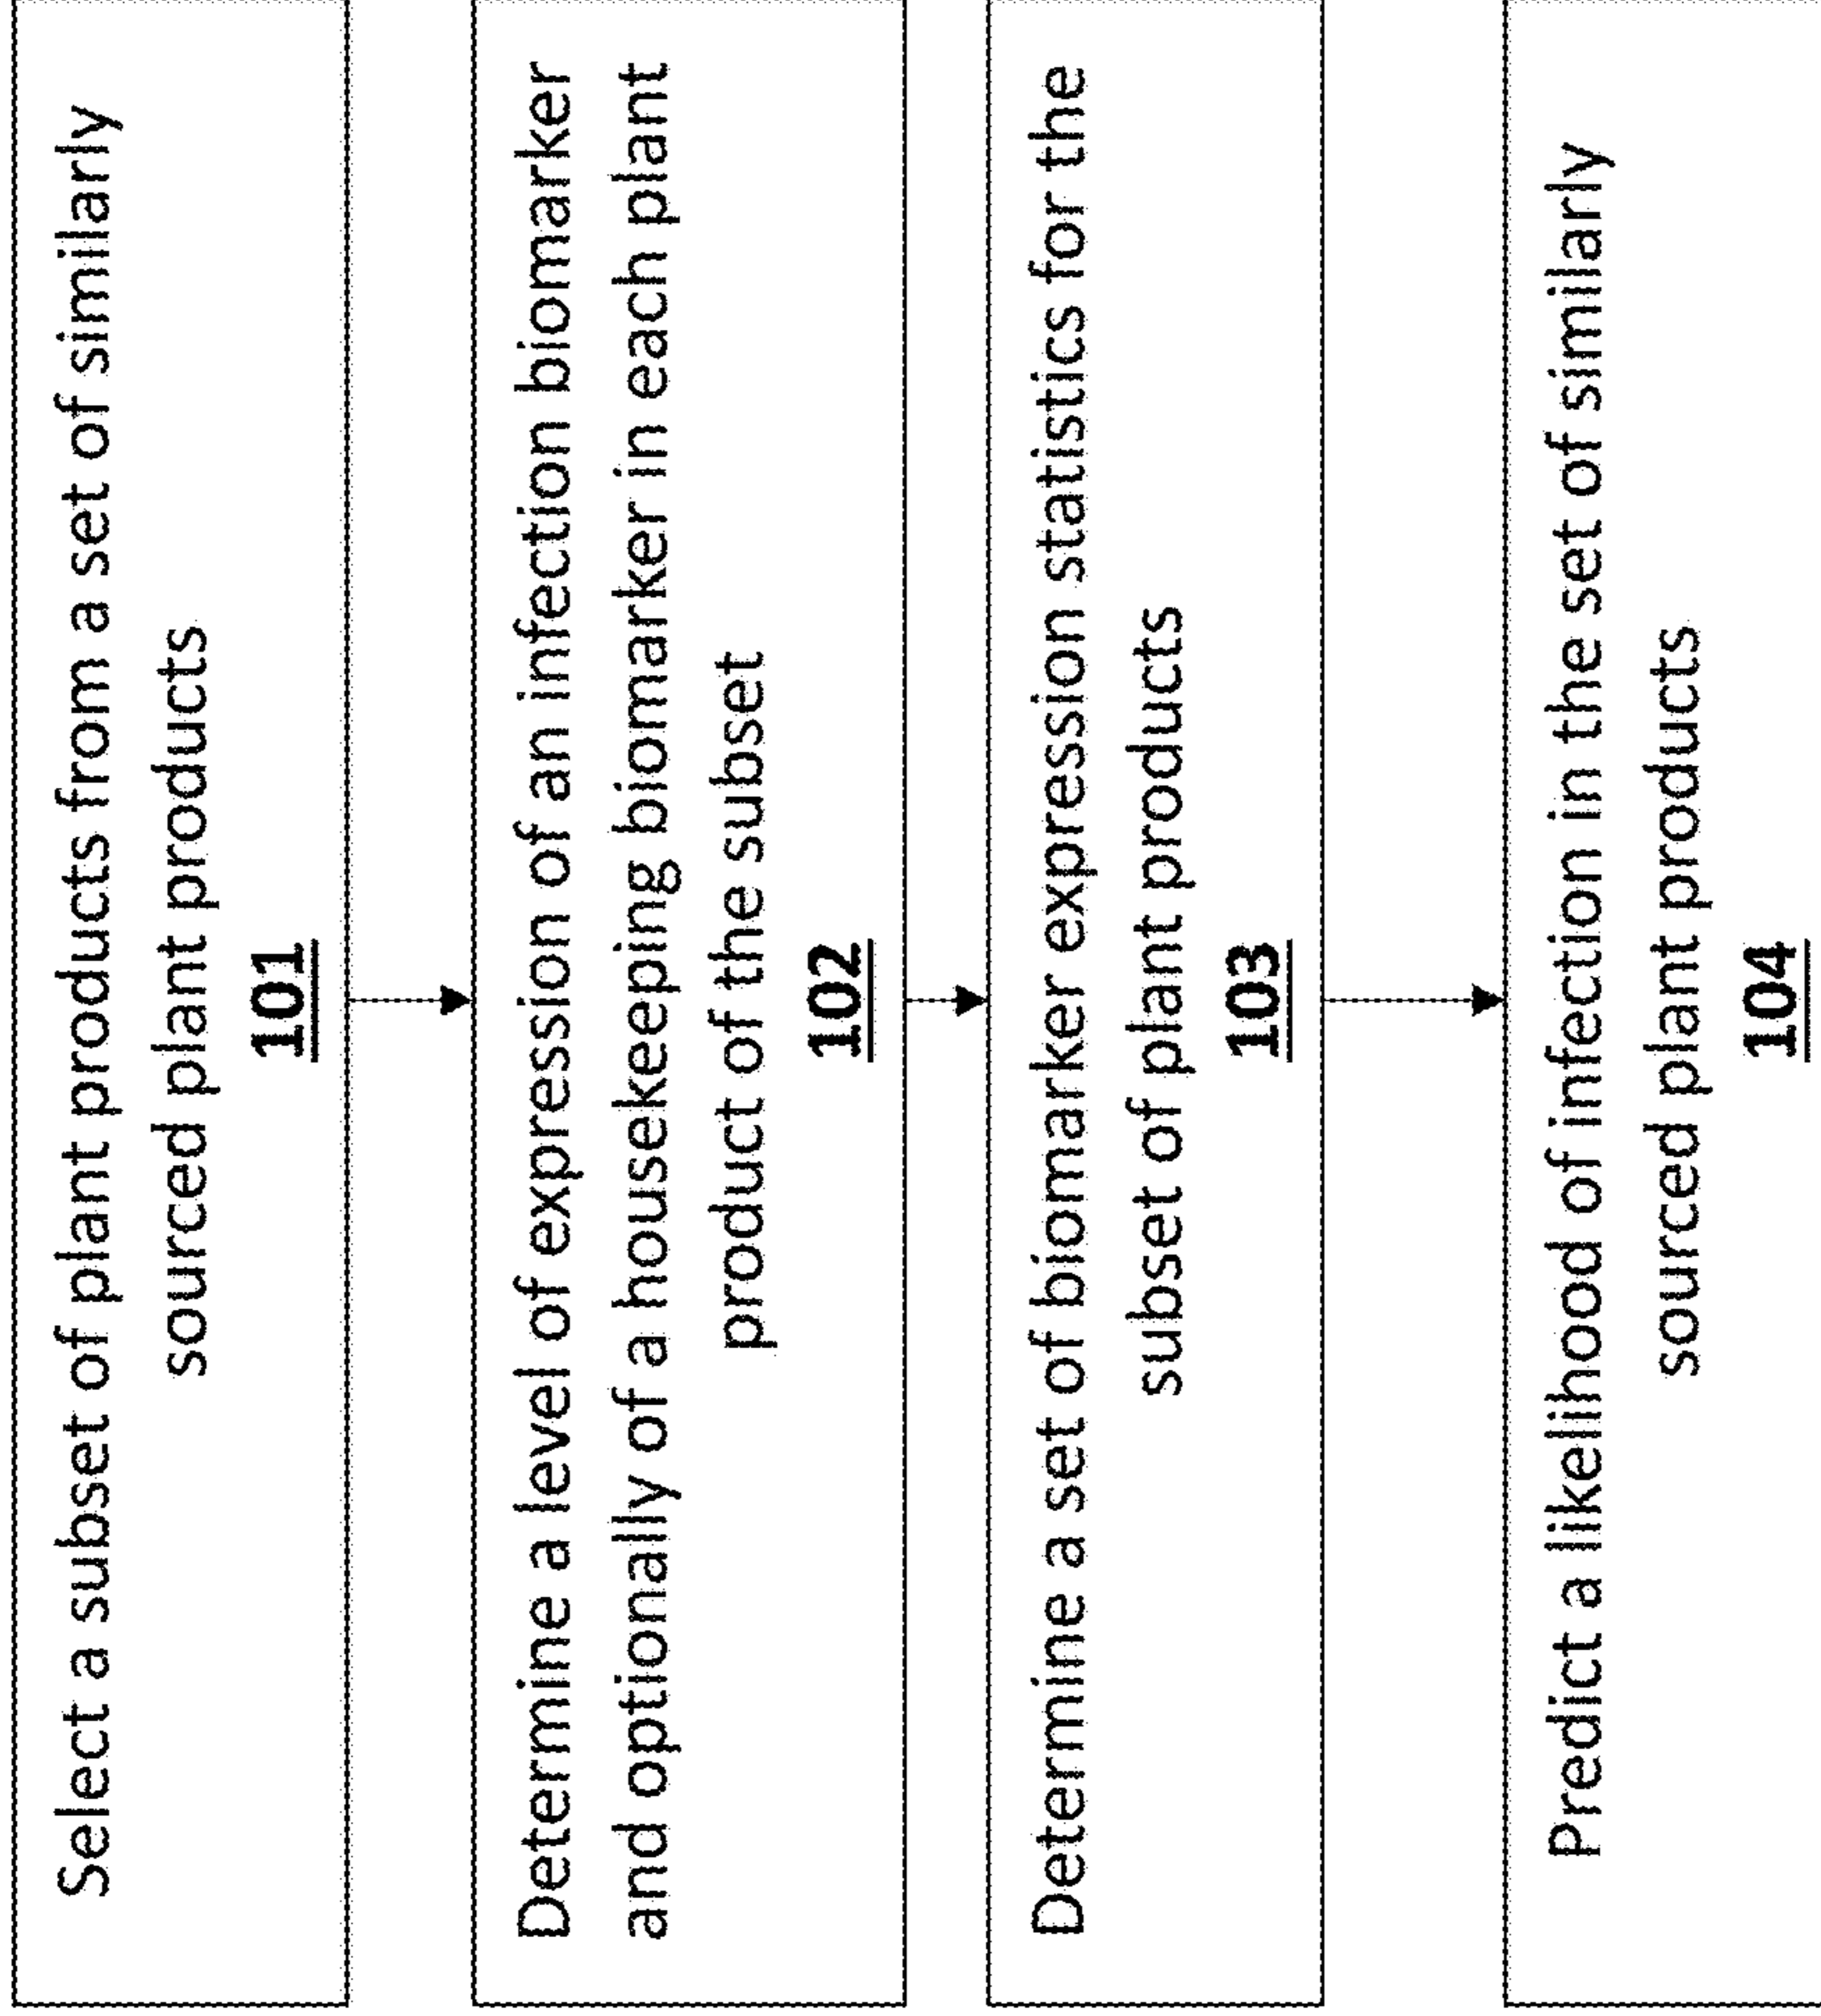 Select a subset of plant products from a set of similarly
sourced plant products
101
Determine a level of expression of an infection biomarker
and optionally of a housekeeping biomarker in each plant
product of the subset
102
Determine a set of biomarker expression statistics for the
subset of plant products
103
Predict a likelihood of infection in the set of similarly
sourced plant products
104